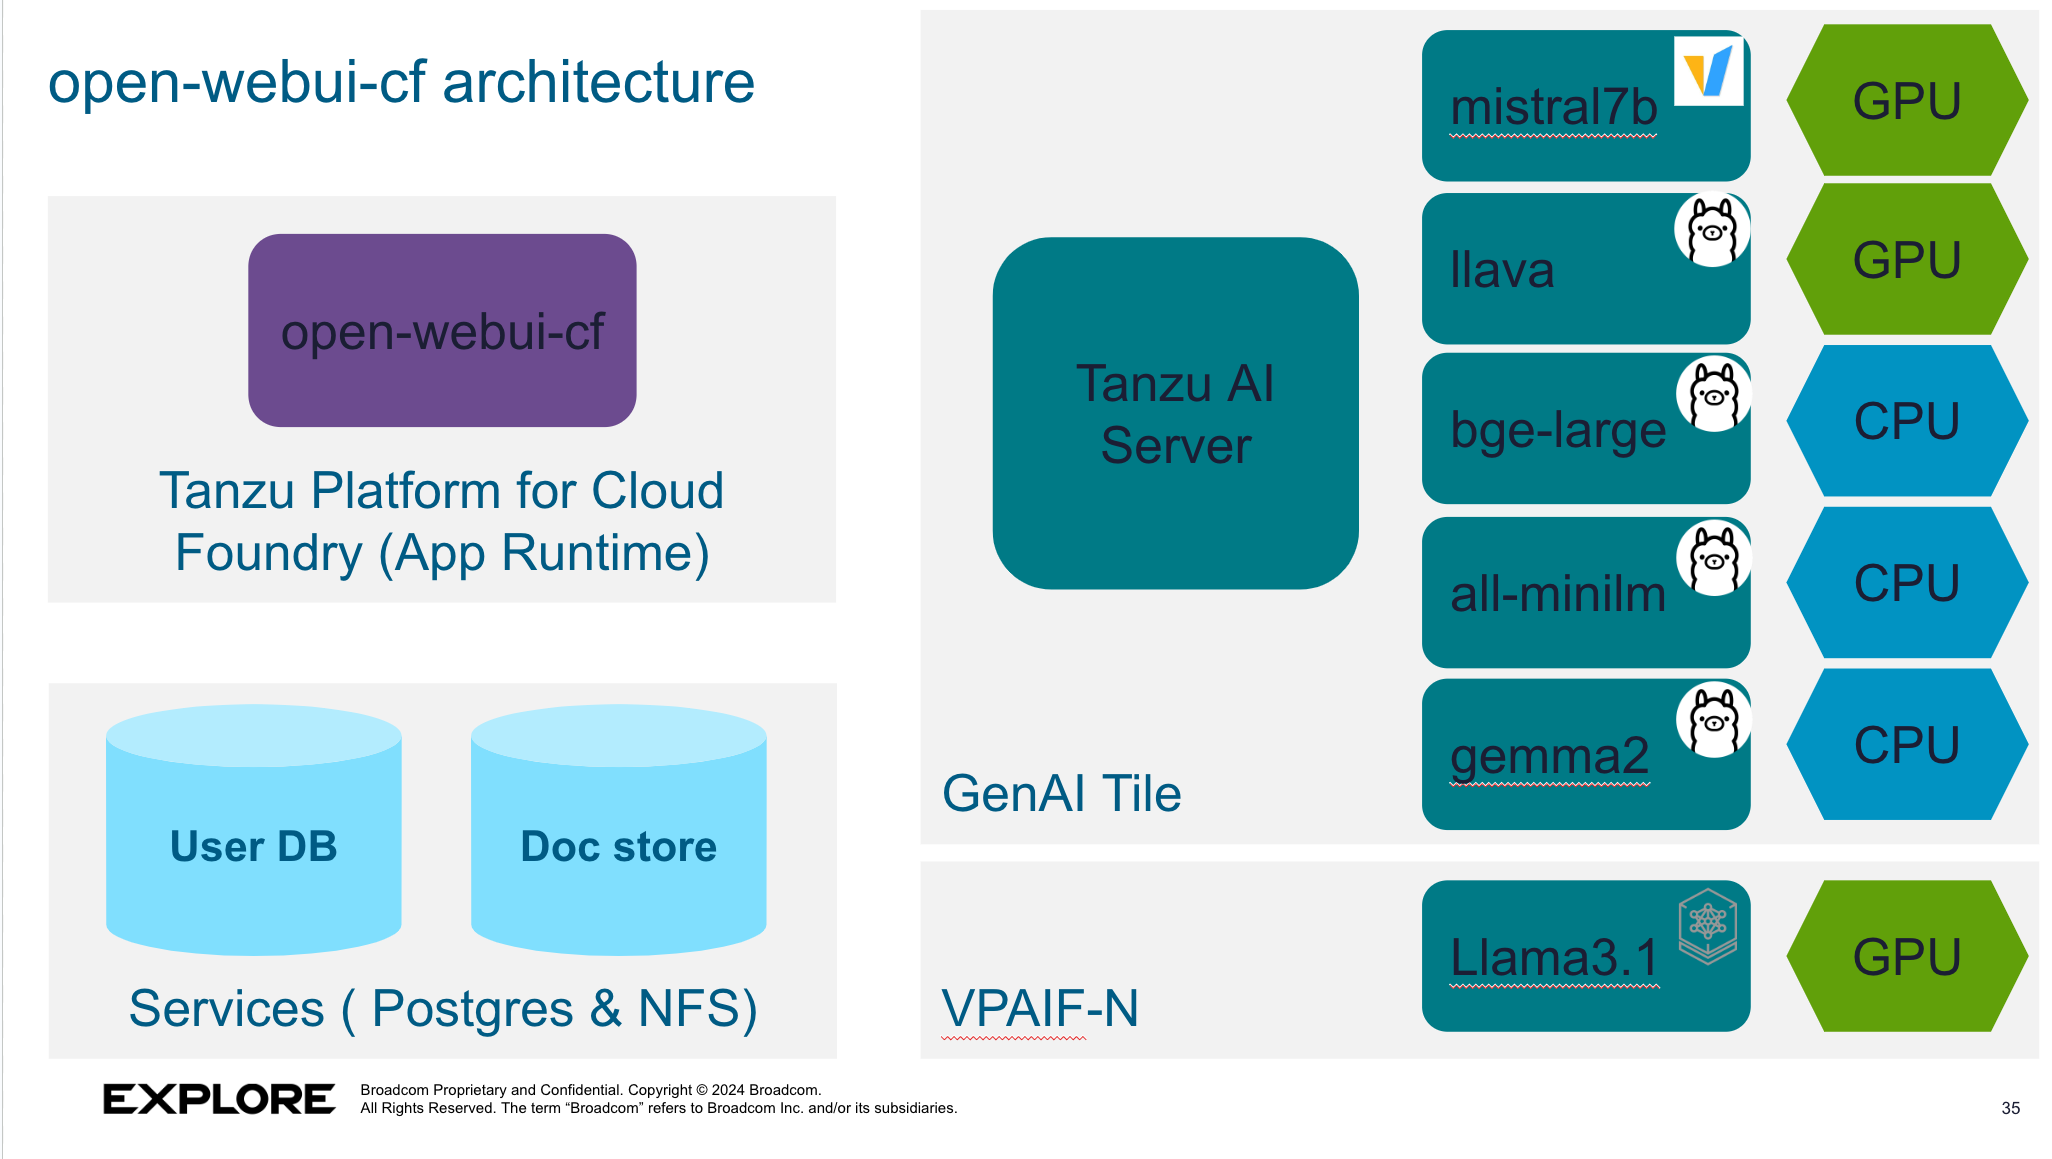 open-webui-cf architecture
open-webui-cf
Tanzu Platform for Cloud
Foundry (App Runtime)
User DB
Doc store
Services ( Postgres & NFS)
Tanzu AI
Server
GenAI Tile
mistral7b
GPU
llava
GPU
bge-large
CPU
all-minilm
CPU
gemma2
CPU
VPAIF-N
Llama3.1
GPU
EXPLORE
Broadcom Proprietary and Confidential. Copyright © 2024 Broadcom.
All Rights Reserved. The term “Broadcom” refers to Broadcom Inc. and/or its subsidiaries.
35